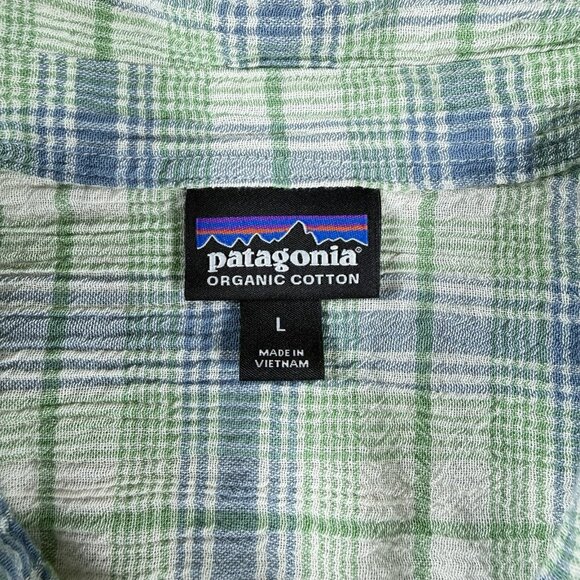 patagonia®
ORGANIC COTTON
L
MADE IN
VIETNAM